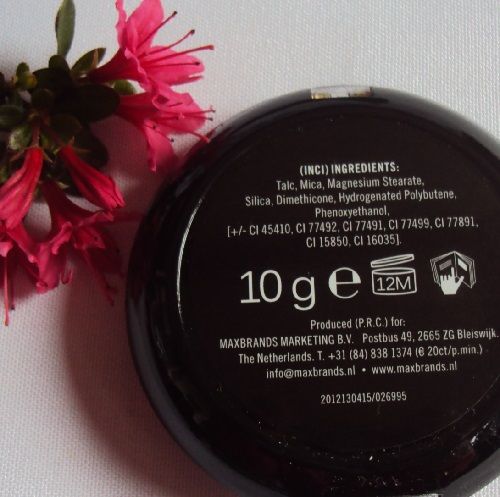 (INCI) INGREDIENTS:
Talc, Mica, Magnesium Stearate,
Silica, Dimethicone, Hydrogenated Polybutene,
Phenoxyethanol,
[+/- CI 45410, CI 77492, CI 77491, CI 77499, CI 77891,
CI 15850, CI 16035].
10 g e 12M
Produced (P.R.C.) for:
MAXBRANDS MARKETING B.V. Postbus 49, 2665 ZG Bleiswijk.
The Netherlands. T. +31 (84) 838 1374 (€ 20ct/p.min.)
info@maxbrands.nl • www.maxbrands.nl
2012130415/026995